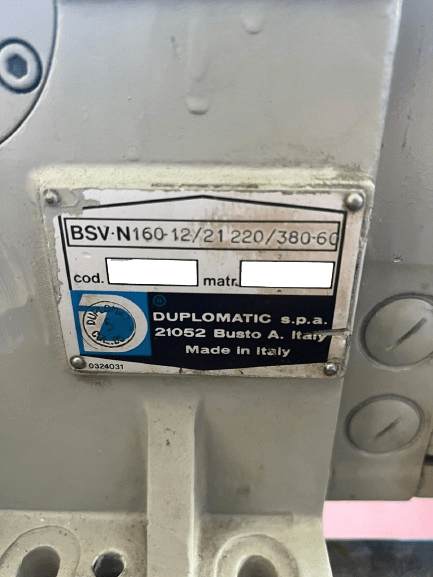 BSV-N160-12/21 220/380-60
cod. matr.
®
DUPLOMATIC s.p.a.
21052 Busto A. Italy
Made in Italy
0324031